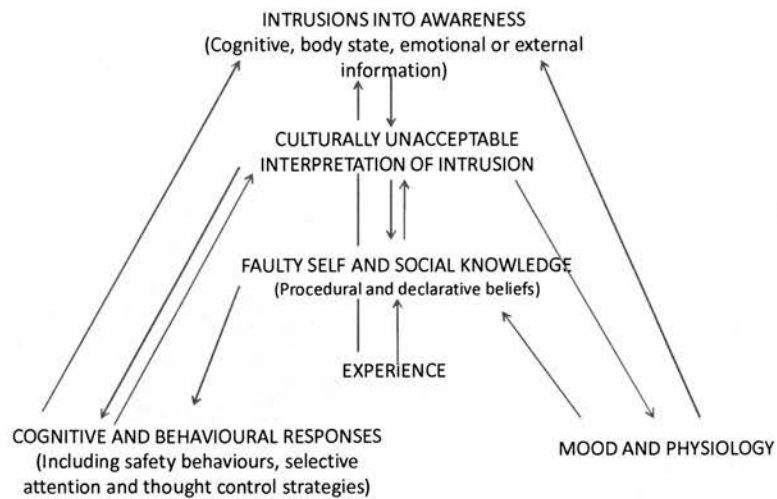 INTRUSIONS INTO AWARENESS
(Cognitive, body state, emotional or external
information)
CULTURALLY UNACCEPTABLE
INTERPRETATION OF INTRUSION
FAULTY SELF AND SOCIAL KNOWLEDGE
(Procedural and declarative beliefs)
EXPERIENCE
COGNITIVE AND BEHAVIOURAL RESPONSES
(Including safety behaviours, selective
attention and thought control strategies)
MOOD AND PHYSIOLOGY